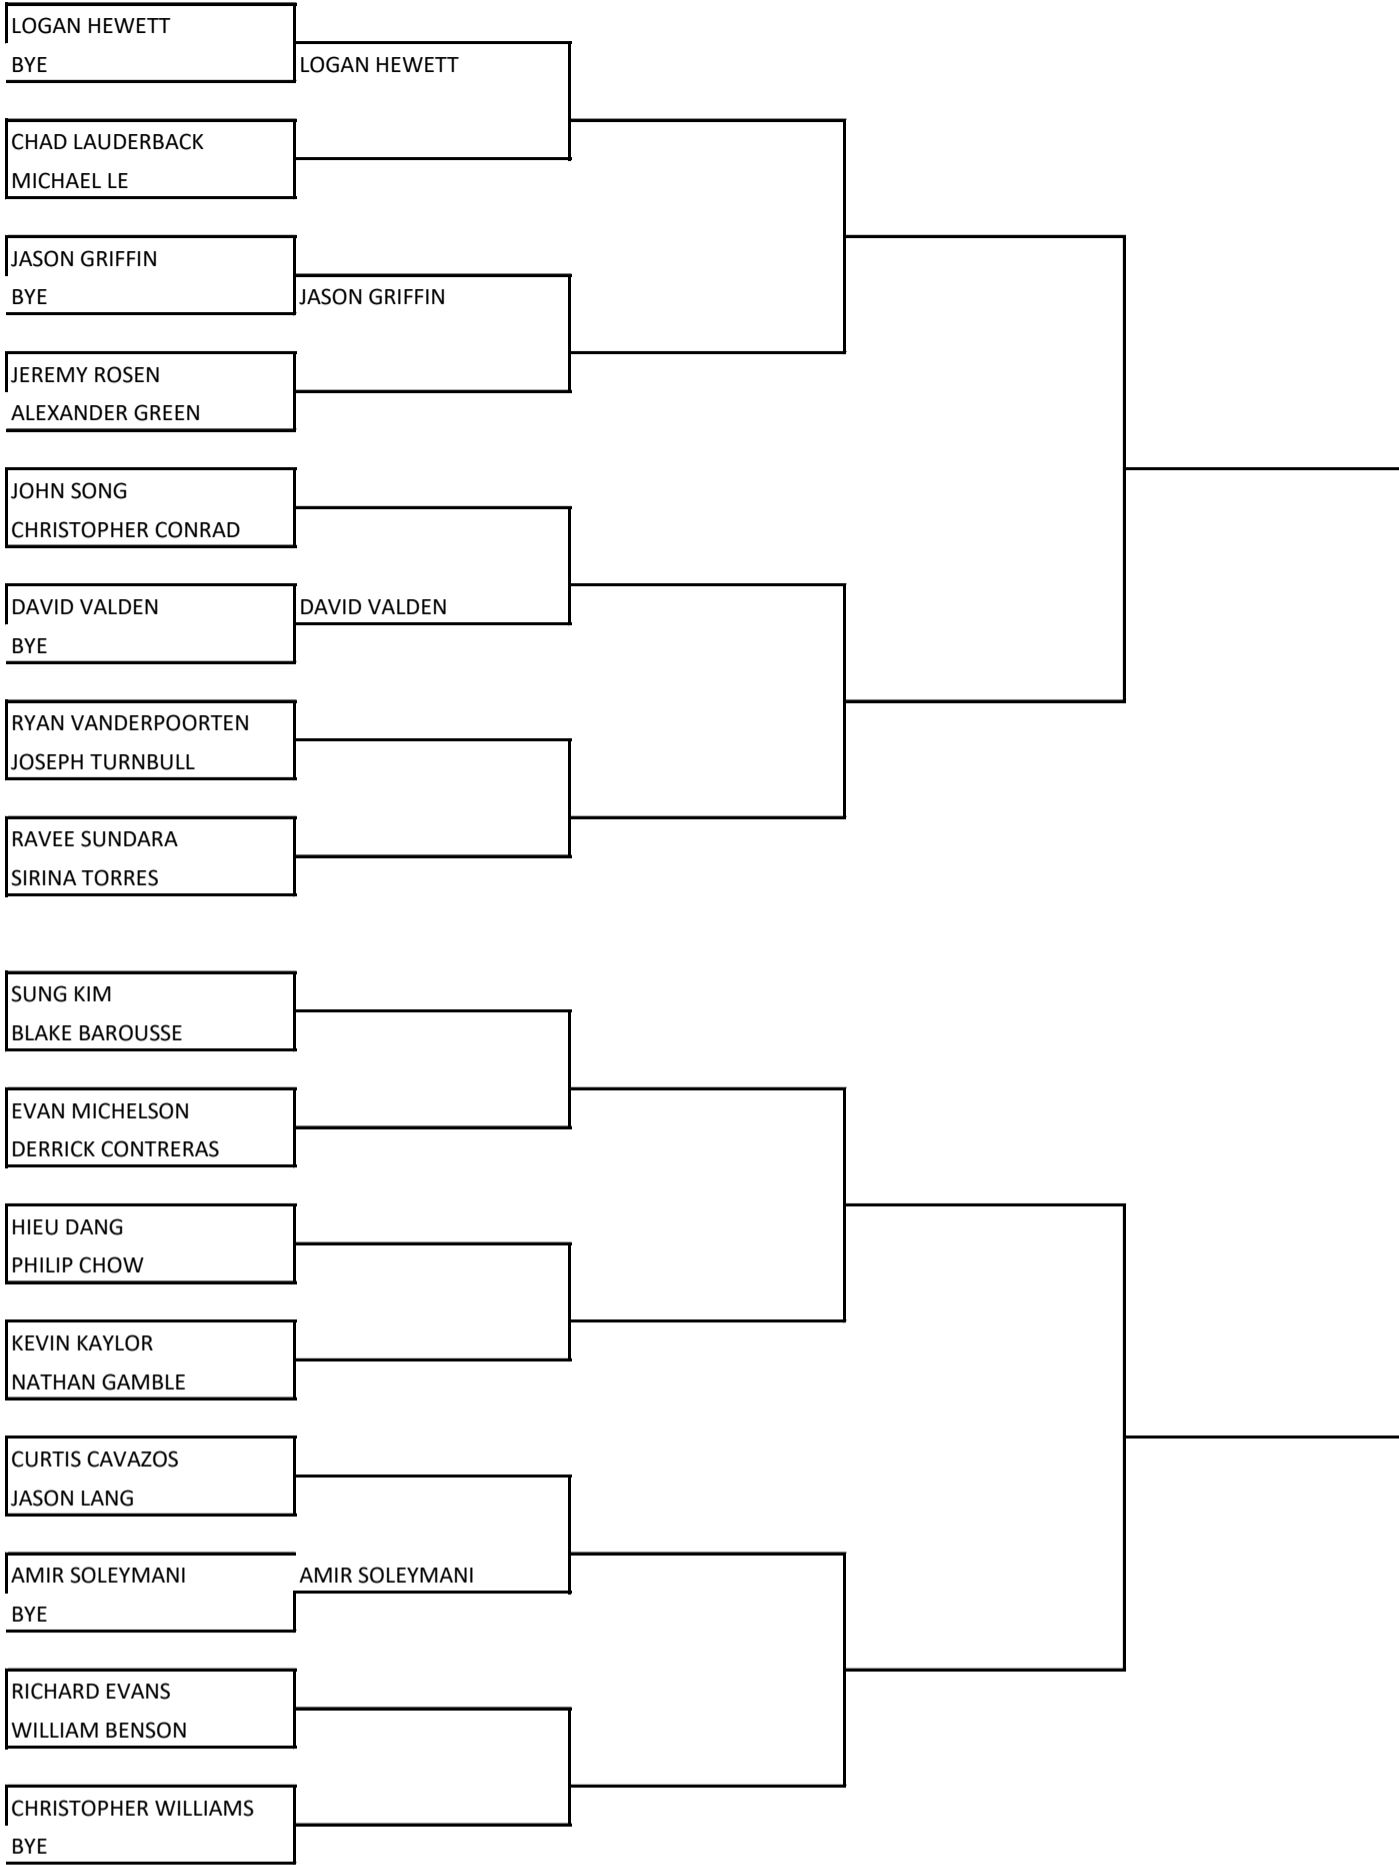 LOGAN HEWETT
BYE
LOGAN HEWETT
CHAD LAUDERBACK
MICHAEL LE
JASON GRIFFIN
BYE
JASON GRIFFIN
JEREMY ROSEN
ALEXANDER GREEN
JOHN SONG
CHRISTOPHER CONRAD
DAVID VALDEN
DAVID VALDEN
BYE
RYAN VANDERPOORTEN
JOSEPH TURNBULL
RAVEE SUNDARA
SIRINA TORRES
SUNG KIM
BLAKE BAROUSSE
EVAN MICHELSON
DERRICK CONTRERAS
HIEU DANG
PHILIP CHOW
KEVIN KAYLOR
NATHAN GAMBLE
CURTIS CAVAZOS
JASON LANG
AMIR SOLEYMANI
AMIR SOLEYMANI
BYE
RICHARD EVANS
WILLIAM BENSON
CHRISTOPHER WILLIAMS
BYE